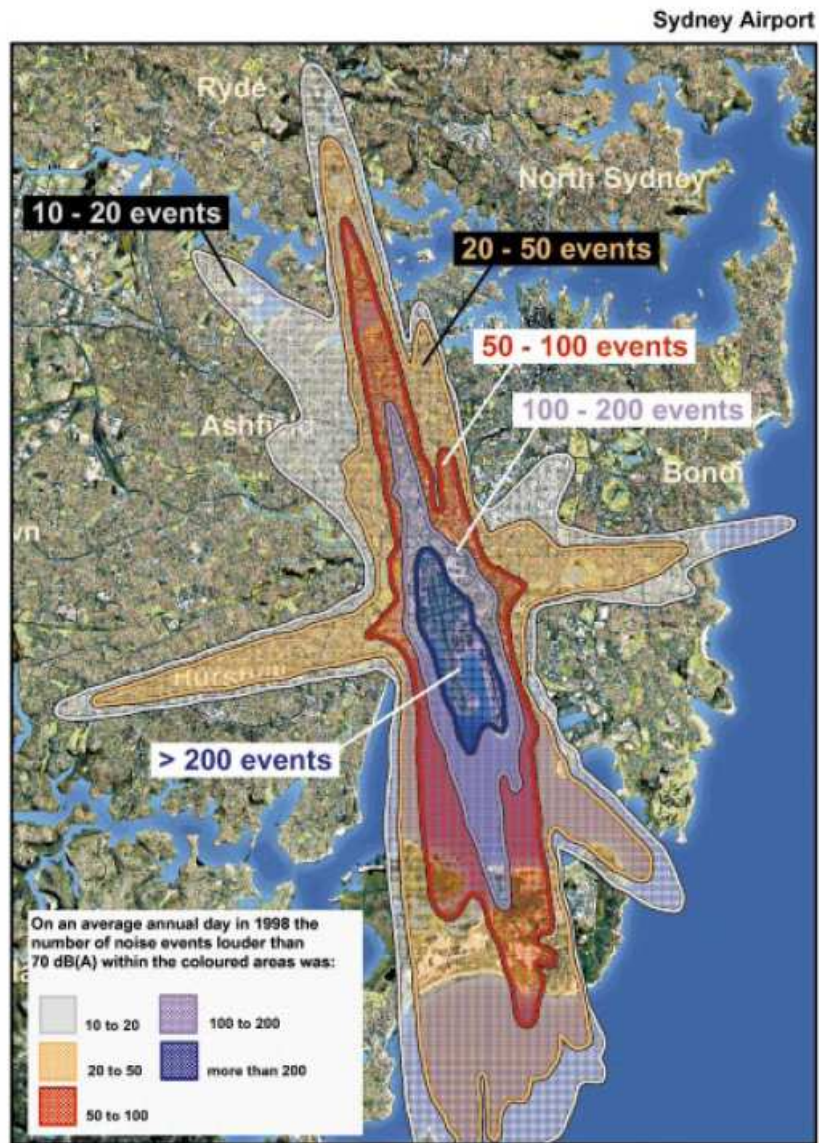 Sydney Airport
Ryde
North Sydney
10 - 20 events
20 - 50 events
50 - 100 events
100 - 200 events
Ashfield
Bondi
> 200 events
On an average annual day in 1998 the
number of noise events louder than
70 dB(A) within the coloured areas was:
10 to 20
100 to 200
20 to 50
more than 200
50 to 100